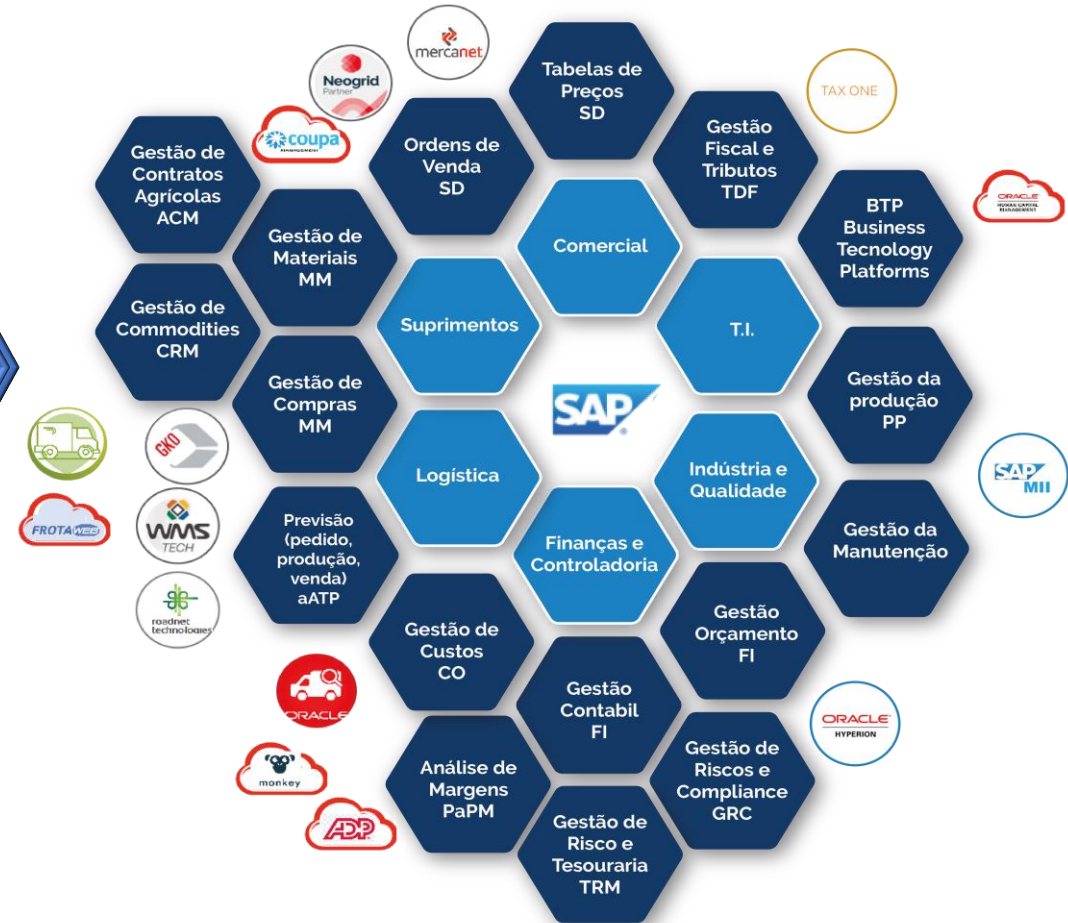 mercanet
Neogrid
Partner
coupa
MANAGEMENT
Tabelas de
Preços
SD
TAX ONE
Gestão de
Contratos
Agrícolas
ACM
Ordens de
Venda
SD
Gestão
Fiscal e
Tributos
TDF
ORACLE
HUMAN CAPITAL
MANAGEMENT
Gestão de
Materiais
MM
Comercial
BTP
Business
Tecnology
Platforms
Gestão de
Commodities
CRM
Suprimentos
T.I.
Gestão de
Compras
MM
SAP
Gestão da
produção
PP
GKO
Logística
Indústria e
Qualidade
SAP
MII
FROTAWEB
WMS
TECH
Previsão
(pedido,
produção,
venda)
aATP
Finanças e
Controladoria
Gestão da
Manutenção
roadnet
technologies
Gestão de
Custos
CO
Gestão
Orçamento
FI
ORACLE
Gestão
Contabil
FI
ORACLE
HYPERION
monkey
Análise de
Margens
PaPM
Gestão de
Riscos e
Compliance
GRC
ADP
Gestão de
Risco e
Tesouraria
TRM